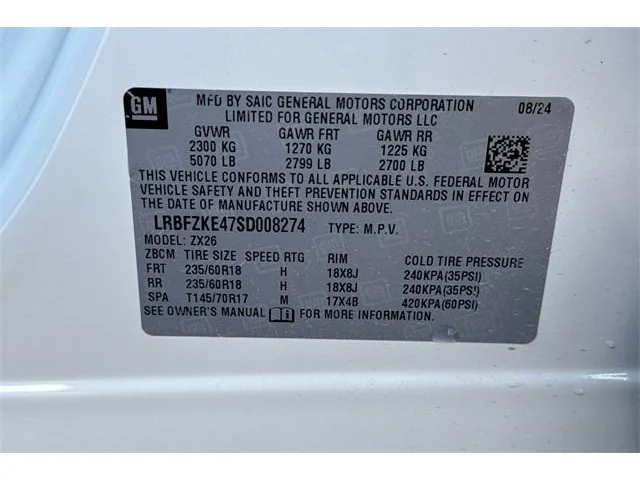 GM
MFD BY SAIC GENERAL MOTORS CORPORATION 08/24
LIMITED FOR GENERAL MOTORS LLC
GVWR GAWR FRT GAWR RR
2300 KG 1270 KG 1225 KG
5070 LB 2799 LB 2700 LB
THIS VEHICLE CONFORMS TO ALL APPLICABLE U.S. FEDERAL MOTOR
VEHICLE SAFETY AND THEFT PREVENTION STANDARDS IN EFFECT ON
THE DATE OF MANUFACTURE SHOWN ABOVE.
LRBFZKE47SD008274 TYPE: M.P.V.
MODEL: ZX26
ZBCM TIRE SIZE SPEED RTG RIM COLD TIRE PRESSURE
FRT 235/60R18 H 18X8J 240KPA(35PSI)
RR 235/60R18 H 18X8J 240KPA(35PSI)
SPA T145/70R17 M 17X4B 420KPA(60PSI)
SEE OWNER'S MANUAL i FOR MORE INFORMATION.